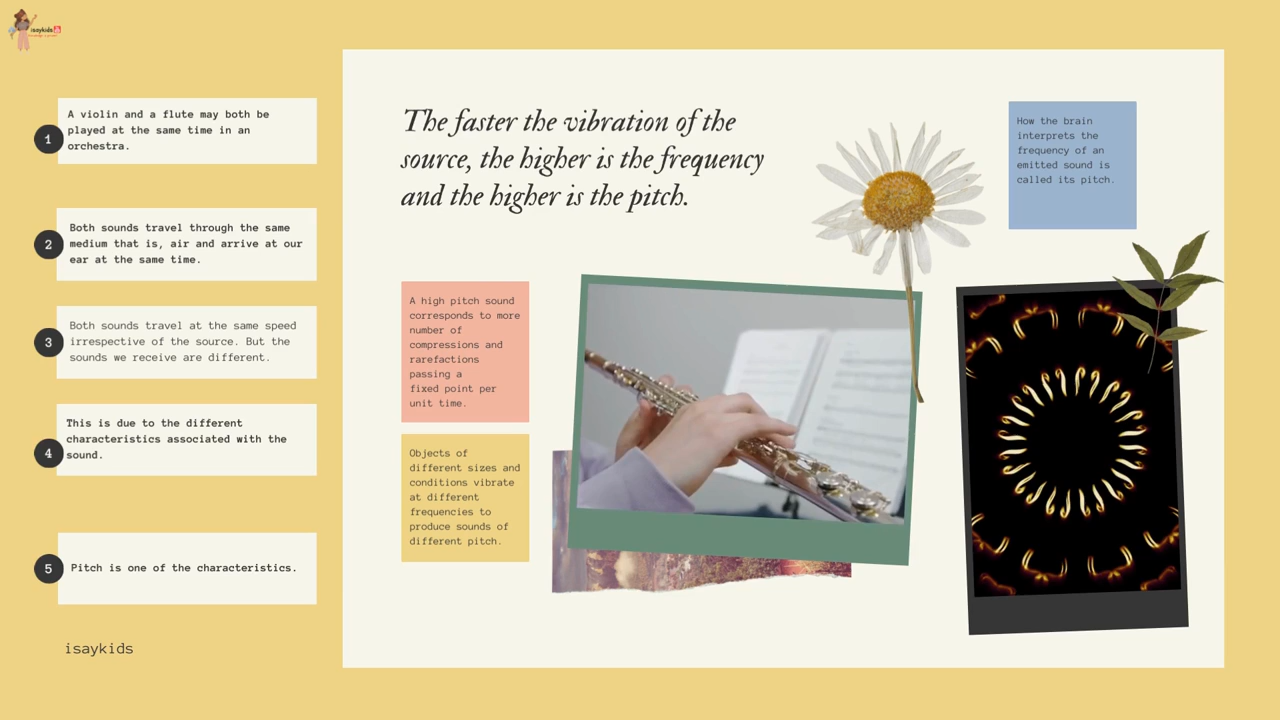 isaykids
1
A violin and a flute may both be
played at the same time in an
orchestra.
2
Both sounds travel through the same
medium that is, air and arrive at our
ear at the same time.
3
Both sounds travel at the same speed
irrespective of the source. But the
sounds we receive are different.
4
This is due to the different
characteristics associated with the
sound.
5
Pitch is one of the characteristics.
isaykids
The faster the vibration of the
source, the higher is the frequency
and the higher is the pitch.
How the brain
interprets the
frequency of an
emitted sound is
called its pitch.
A high pitch sound
corresponds to more
number of
compressions and
rarefactions
passing a
fixed point per
unit time.
Objects of
different sizes and
conditions vibrate
at different
frequencies to
produce sounds of
different pitch.